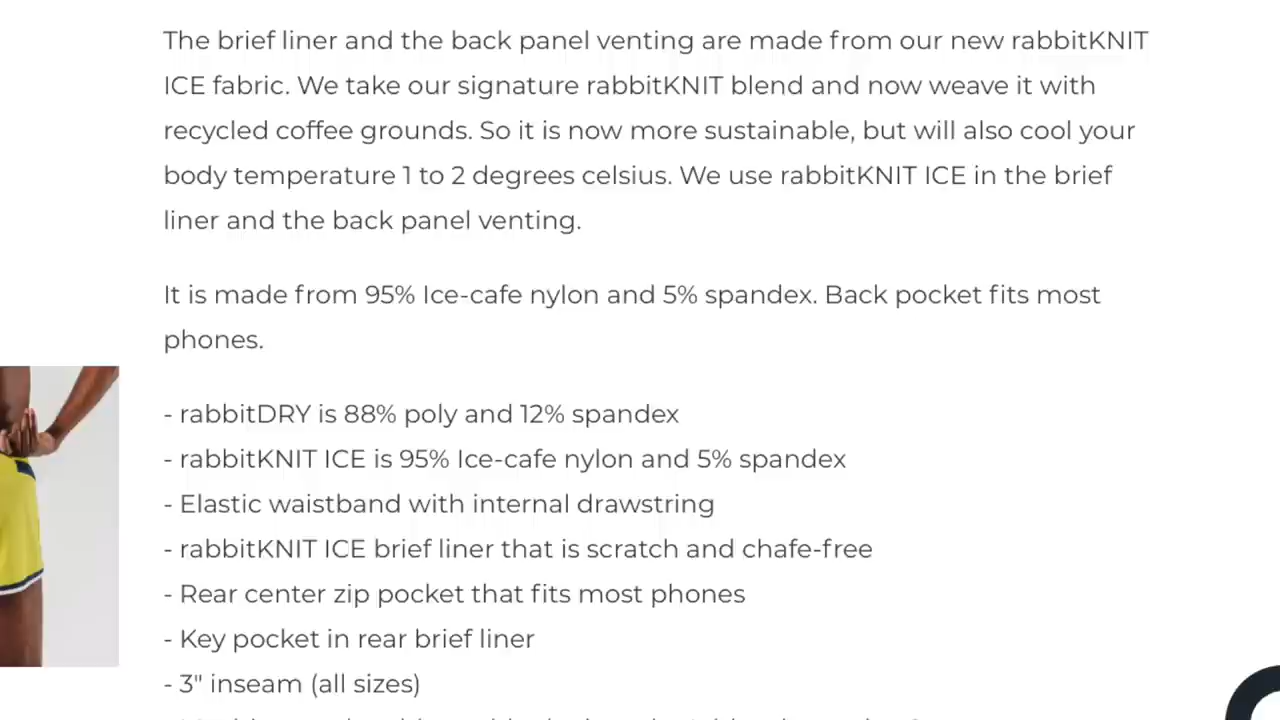 The brief liner and the back panel venting are made from our new rabbitKNIT
ICE fabric. We take our signature rabbitKNIT blend and now weave it with
recycled coffee grounds. So it is now more sustainable, but will also cool your
body temperature 1 to 2 degrees celsius. We use rabbitKNIT ICE in the brief
liner and the back panel venting.
It is made from 95% Ice-cafe nylon and 5% spandex. Back pocket fits most
phones.
- rabbitDRY is 88% poly and 12% spandex
- rabbitKNIT ICE is 95% Ice-cafe nylon and 5% spandex
- Elastic waistband with internal drawstring
- rabbitKNIT ICE brief liner that is scratch and chafe-free
- Rear center zip pocket that fits most phones
- Key pocket in rear brief liner
- 3" inseam (all sizes)